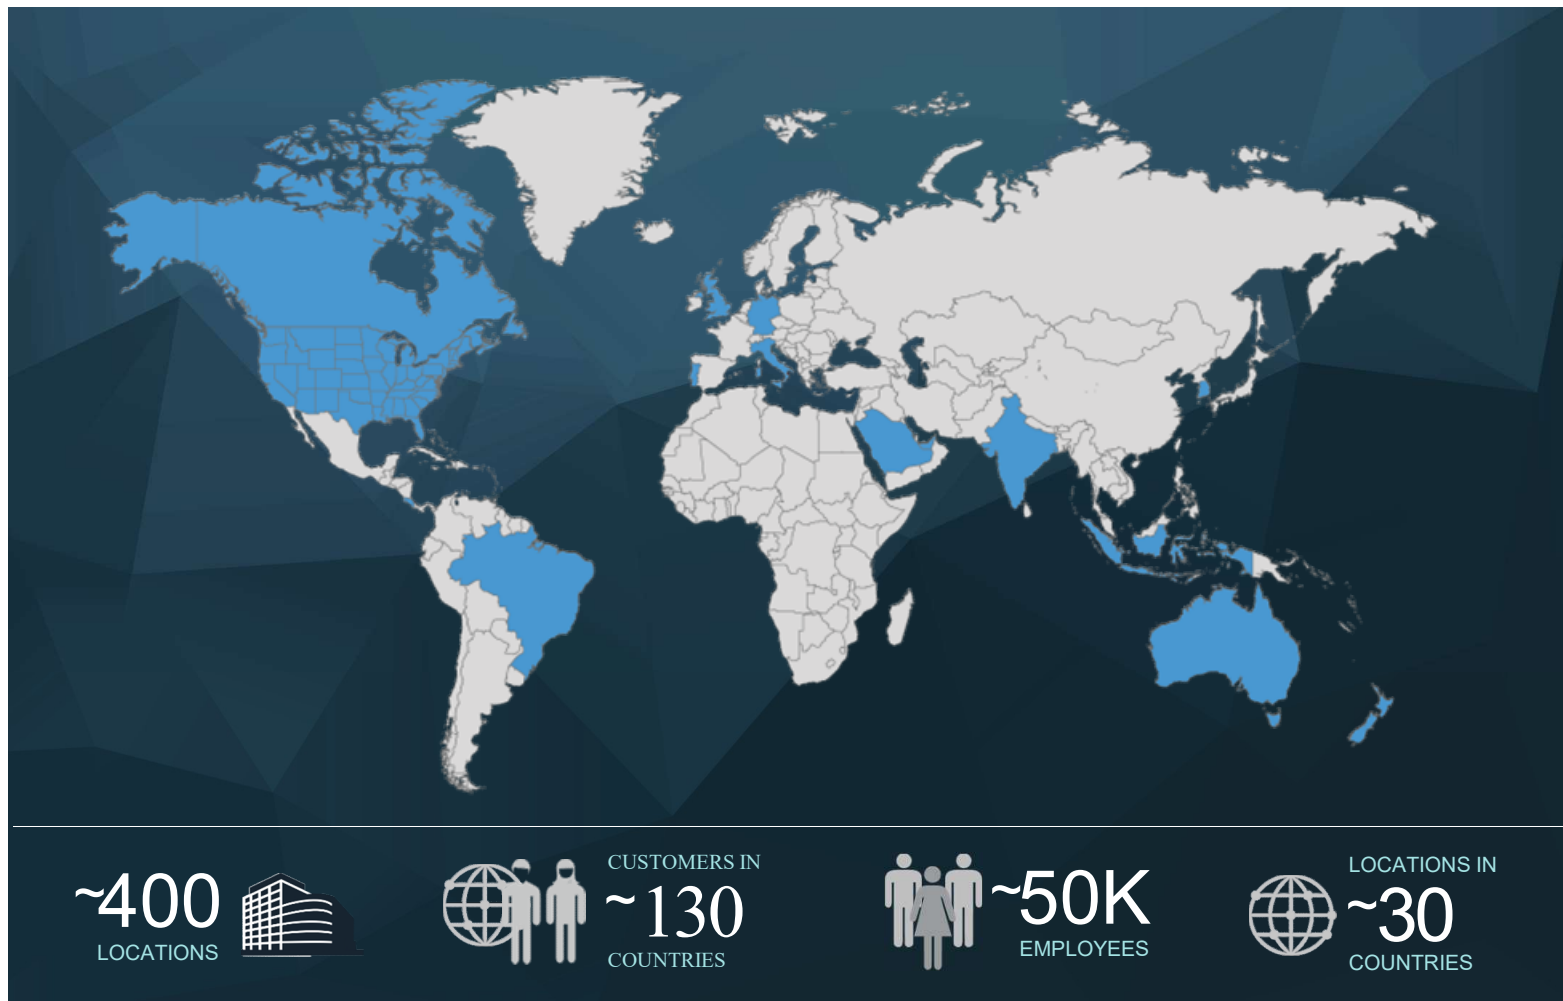 ~400
LOCATIONS
CUSTOMERS IN
~130
COUNTRIES
~50K
EMPLOYEES
LOCATIONS IN
~30
COUNTRIES